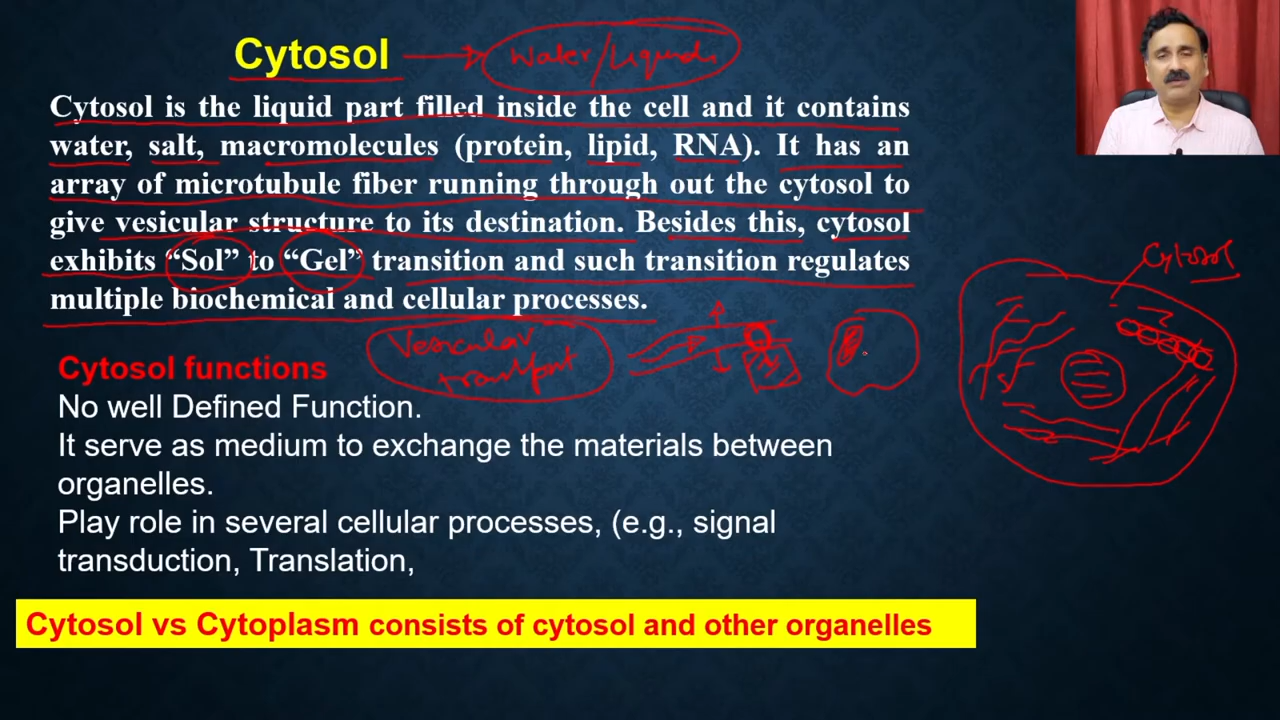 Cytosol
Water/Liquids
Cytosol is the liquid part filled inside the cell and it contains
water, salt, macromolecules (protein, lipid, RNA). It has an
array of microtubule fiber running through out the cytosol to
give vesicular structure to its destination. Besides this, cytosol
exhibits “Sol” to “Gel” transition and such transition regulates
multiple biochemical and cellular processes.
Cytosol
Vesicular
transport
Cytosol functions
No well Defined Function.
It serve as medium to exchange the materials between
organelles.
Play role in several cellular processes, (e.g., signal
transduction, Translation,
Cytosol vs Cytoplasm consists of cytosol and other organelles